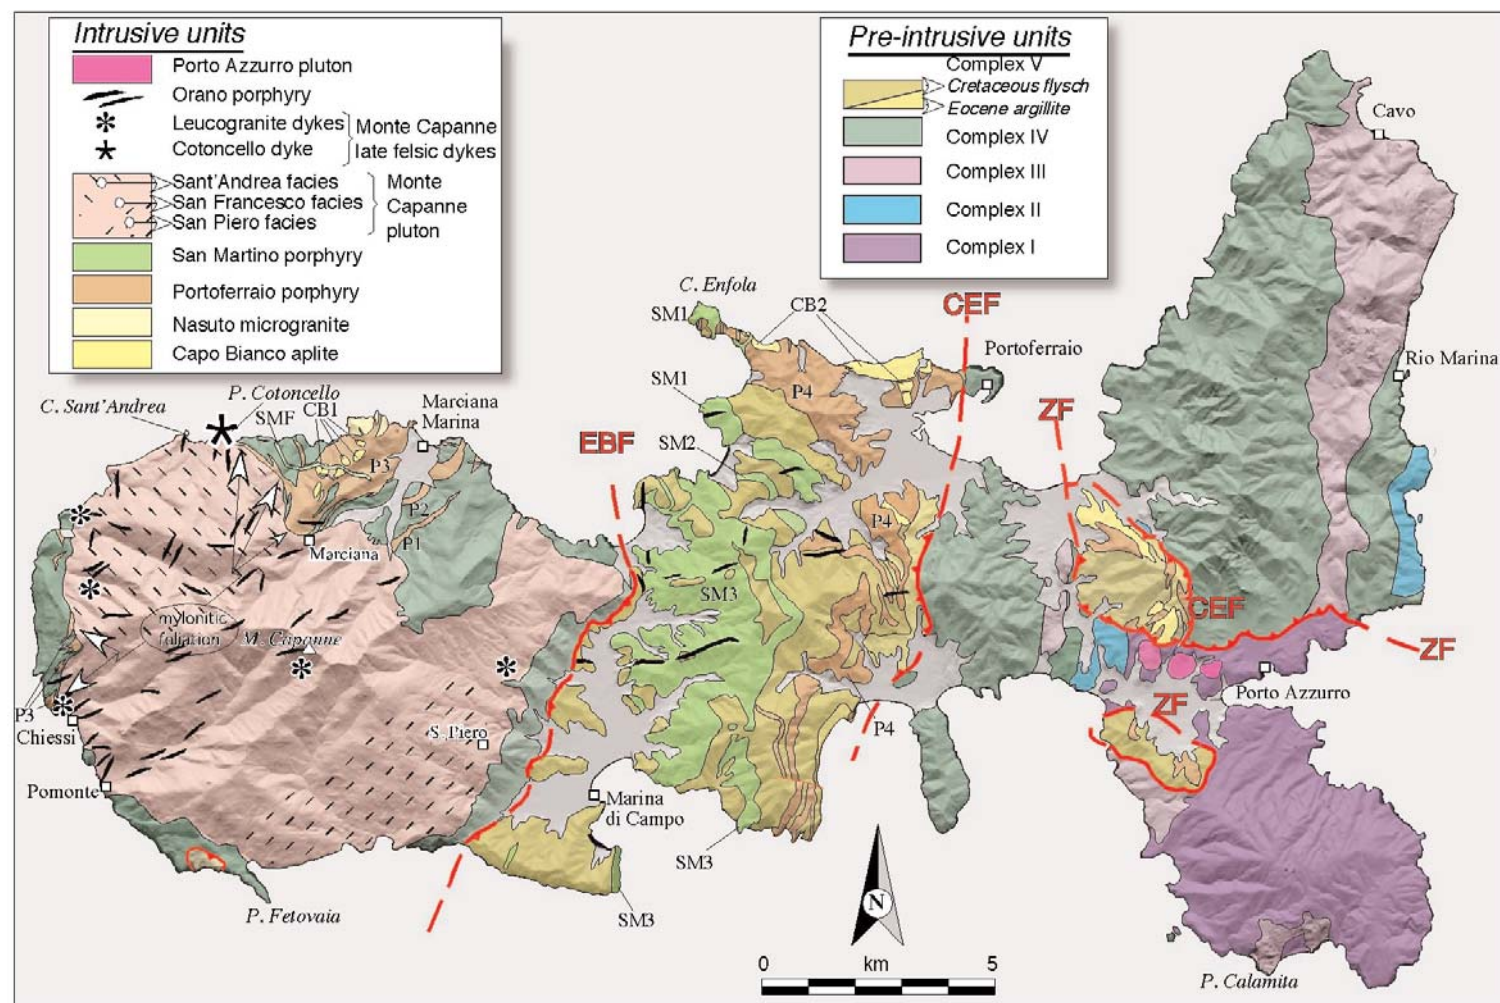 Intrusive units
Porto Azzurro pluton
Orano porphyry
Leucogranite dykes
Cotoncello dyke
Monte Capanne
late felsic dykes
Sant'Andrea facies
San Francesco facies
San Piero facies
Monte
Capanne
pluton
San Martino porphyry
Portoferraio porphyry
Nasuto microgranite
Capo Bianco aplite
Pre-intrusive units
Complex V
Cretaceous flysch
Eocene argillite
Complex IV
Complex III
Complex II
Complex I
Cavo
C. Enfola
SM1
CB2
CEF
Portoferraio
Rio Marina
P. Cotoncello
C. Sant'Andrea
SMF
CB1
Marciana
Marina
SM1
P4
ZF
EBF
SM2
P3
P2
P4
P1
Marciana
SM3
CEF
mylonitic
foliation
M. Capanne
ZF
Porto Azzurro
ZF
P3
Chiessi
S. Piero
P4
Pomonte
Marina
di Campo
SM3
P. Fetovaia
SM3
N
0
km
5
P. Calamita